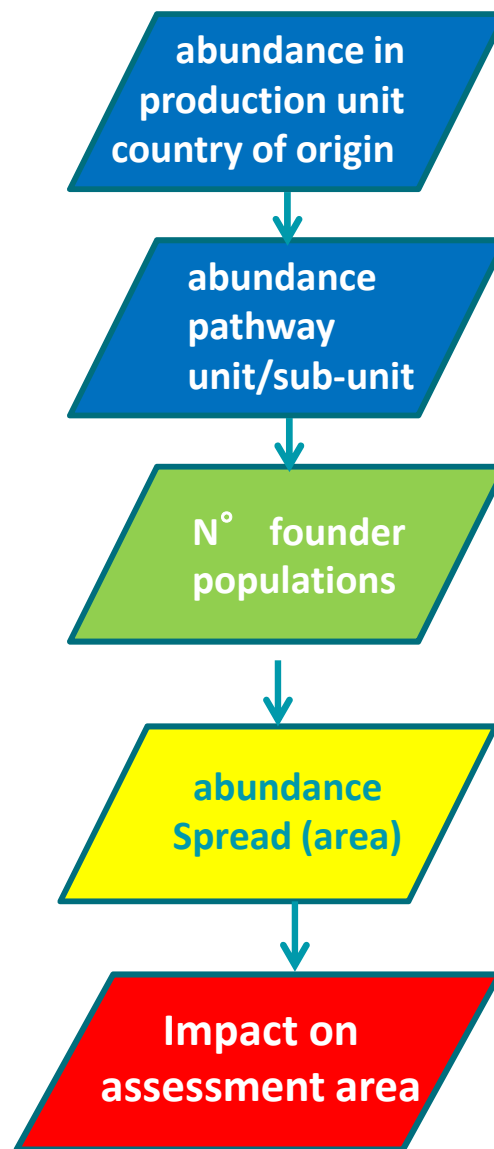 abundance in
production unit
country of origin
abundance
pathway
unit/sub-unit
N° founder
populations
abundance
Spread (area)
Impact on
assessment area